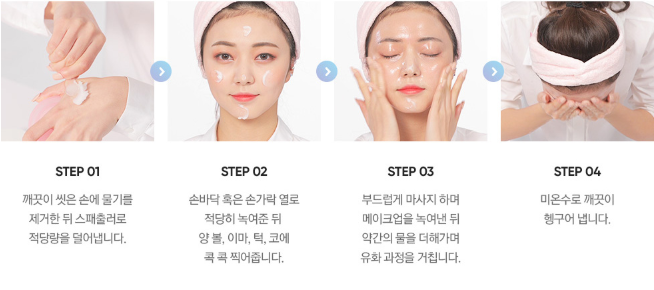 STEP 01
깨끗이 씻은 손에 물기를
제거한 뒤 스패출러로
적당량을 덜어냅니다.
STEP 02
손바닥 혹은 손가락 열로
적당히 녹여준 뒤
양 볼, 이마, 턱, 코에
콕 콕 찍어줍니다.
STEP 03
부드럽게 마사지 하며
메이크업을 녹여낸 뒤
약간의 물을 더해가며
유화 과정을 거칩니다.
STEP 04
미온수로 깨끗이
헹구어 냅니다.